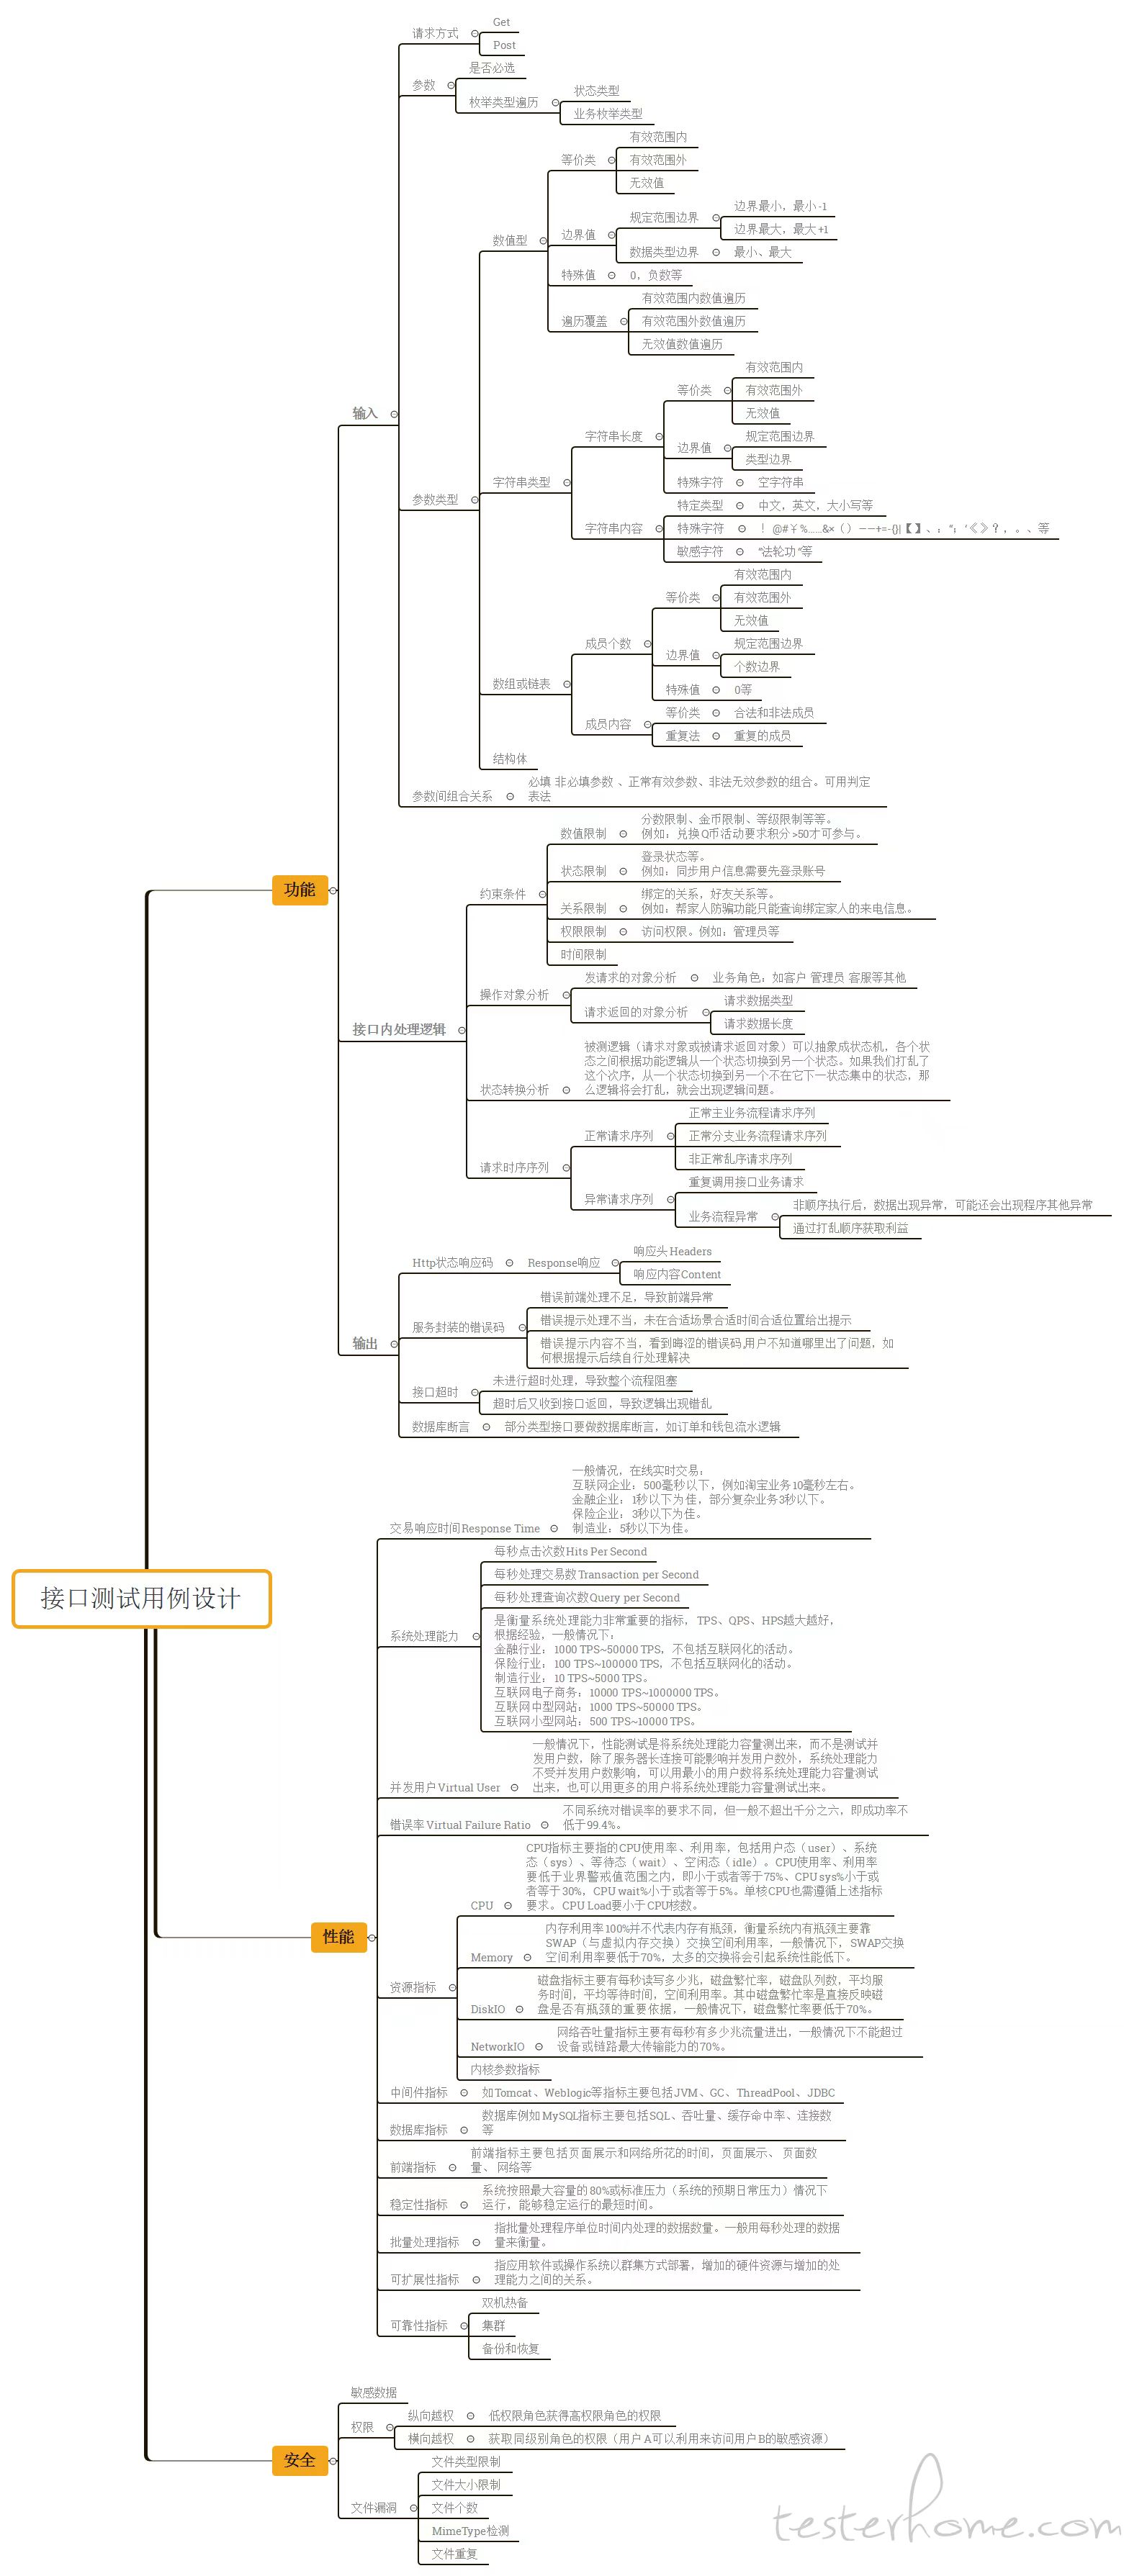 Get
请求方式
Post
是否必选
参数
状态类型
枚举类型遍历
业务枚举类型
有效范围内
等价类
有效范围外
无效值
边界最小，最小-1
规定范围边界
边界最大，最大+1
边界值
数值型
数据类型边界
最小、最大
特殊值
0，负数等
有效范围内数值遍历
遍历覆盖
有效范围外数值遍历
无效值数值遍历
有效范围内
等价类
有效范围外
输入
无效值
字符串长度
规定范围边界
边界值
类型边界
字符串类型
特殊字符
空字符串
参数类型
特定类型
中文，英文，大小写等
字符串内容
特殊字符
！@#￥%……&×（）——+=-{}|【】、：“；‘《》？，。、等
敏感字符
“法轮功”等
有效范围内
等价类
有效范围外
无效值
成员个数
规定范围边界
边界值
个数边界
数组或链表
特殊值
0等
等价类
合法和非法成员
成员内容
重复法
重复的成员
结构体
必填 非必填参数 、正常有效参数、非法无效参数的组合。可用判定
参数间组合关系
表法
分数限制、金币限制、等级限制等等。
数值限制
例如：兑换Q币活动要求积分>50才可参与。
登录状态等。
状态限制
例如：同步用户信息需要先登录账号
功能
约束条件
绑定的关系，好友关系等。
关系限制
例如：帮家人防骗功能只能查询绑定家人的来电信息。
权限限制
访问权限。例如：管理员等
时间限制
发请求的对象分析
业务角色：如客户 管理员 客服等其他
操作对象分析
请求数据类型
请求返回的对象分析
请求数据长度
接口内处理逻辑
被测逻辑（请求对象或被请求返回对象）可以抽象成状态机，各个状
态之间根据功能逻辑从一个状态切换到另一个状态。如果我们打乱了
这个次序，从一个状态切换到另一个不在它下一状态集中的状态，那
状态转换分析
么逻辑将会打乱，就会出现逻辑问题。
正常主业务流程请求序列
正常请求序列
正常分支业务流程请求序列
非正常乱序请求序列
请求时序序列
重复调用接口业务请求
异常请求序列
非顺序执行后，数据出现异常，可能还会出现程序其他异常
业务流程异常
通过打乱顺序获取利益
响应头Headers
Http状态响应码
Response响应
响应内容Content
错误前端处理不足，导致前端异常
服务封装的错误码
错误提示处理不当，未在合适场景合适时间合适位置给出提示
输出
错误提示内容不当，看到晦涩的错误码,用户不知道哪里出了问题，如
何根据提示后续自行处理解决
未进行超时处理，导致整个流程阻塞
接口超时
超时后又收到接口返回，导致逻辑出现错乱
数据库断言
部分类型接口要做数据库断言，如订单和钱包流水逻辑
一般情况，在线实时交易：
互联网企业：500毫秒以下，例如淘宝业务10毫秒左右。
金融企业：1秒以下为佳，部分复杂业务3秒以下。
保险企业：3秒以下为佳。
交易响应时间Response Time
制造业：5秒以下为佳。
每秒点击次数Hits Per Second
每秒处理交易数Transaction per Second
接口测试用例设计
每秒处理查询次数Query per Second
是衡量系统处理能力非常重要的指标，TPS、QPS、HPS越大越好，
系统处理能力
根据经验，一般情况下：
金融行业：1000 TPS~50000 TPS，不包括互联网化的活动。
保险行业：100 TPS~100000 TPS，不包括互联网化的活动。
制造行业：10 TPS~5000 TPS。
互联网电子商务：10000 TPS~1000000 TPS。
互联网中型网站：1000 TPS~50000 TPS。
互联网小型网站：500 TPS~10000 TPS。
一般情况下，性能测试是将系统处理能力容量测出来，而不是测试并
发用户数，除了服务器长连接可能影响并发用户数外，系统处理能力
不受并发用户数影响，可以用最小的用户数将系统处理能力容量测试
并发用户Virtual User
出来，也可以用更多的用户将系统处理能力容量测试出来。
不同系统对错误率的要求不同，但一般不超出千分之六，即成功率不
错误率Virtual Failure Ratio
低于99.4%。
CPU指标主要指的CPU使用率、利用率，包括用户态（user）、系统
态（sys）、等待态（wait）、空闲态（idle）。CPU使用率、利用率
要低于业界警戒值范围之内，即小于或者等于75%、CPU sys%小于或
者等于30%，CPU wait%小于或者等于5%。单核CPU也需遵循上述指标
CPU
要求。CPU Load要小于CPU核数。
内存利用率100%并不代表内存有瓶颈，衡量系统内有瓶颈主要靠
性能
SWAP（与虚拟内存交换）交换空间利用率，一般情况下，SWAP交换
Memory
空间利用率要低于70%，太多的交换将会引起系统性能低下。
磁盘指标主要有每秒读写多少兆，磁盘繁忙率，磁盘队列数，平均服
资源指标
务时间，平均等待时间，空间利用率。其中磁盘繁忙率是直接反映磁
DiskIO
盘是否有瓶颈的重要依据，一般情况下，磁盘繁忙率要低于70%。
网络吞吐量指标主要有每秒有多少兆流量进出，一般情况下不能超过
NetworkIO
设备或链路最大传输能力的70%。
内核参数指标
中间件指标
如Tomcat、Weblogic等指标主要包括JVM、GC、ThreadPool、JDBC
数据库例如MySQL指标主要包括SQL、吞吐量、缓存命中率、连接数
数据库指标
等
前端指标主要包括页面展示和网络所花的时间，页面展示、 页面数
前端指标
量、 网络等
系统按照最大容量的80%或标准压力（系统的预期日常压力）情况下
稳定性指标
运行，能够稳定运行的最短时间。
指批量处理程序单位时间内处理的数据数量。一般用每秒处理的数据
批量处理指标
量来衡量。
指应用软件或操作系统以群集方式部署，增加的硬件资源与增加的处
可扩展性指标
理能力之间的关系。
双机热备
可靠性指标
集群
备份和恢复
敏感数据
纵向越权
低权限角色获得高权限角色的权限
权限
横向越权
获取同级别角色的权限（用户A可以利用来访问用户B的敏感资源）
安全
文件类型限制
文件大小限制
文件漏洞
文件个数
MimeType检测
文件重复
testerhome.com